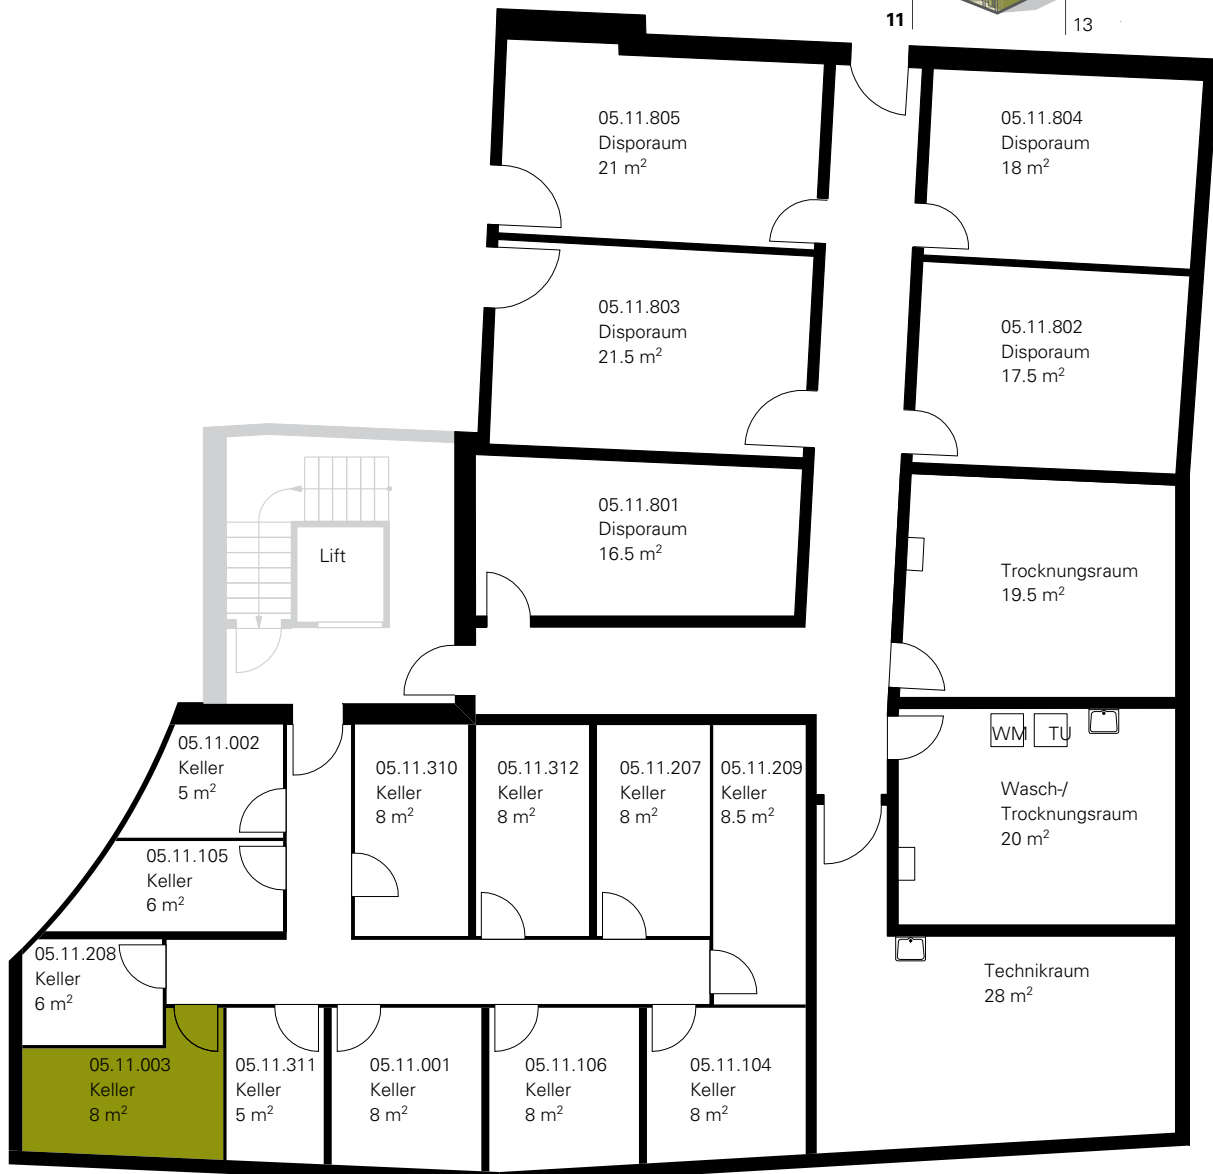 11
13
05.11.805
Disporaum
21 m²
05.11.804
Disporaum
18 m²
05.11.803
Disporaum
21.5 m²
05.11.802
Disporaum
17.5 m²
05.11.801
Disporaum
16.5 m²
Lift
Trocknungsraum
19.5 m²
WM
TU
Wasch-/
Trocknungsraum
20 m²
05.11.002
Keller
5 m²
05.11.310
Keller
8 m²
05.11.312
Keller
8 m²
05.11.207
Keller
8 m²
05.11.209
Keller
8.5 m²
05.11.105
Keller
6 m²
05.11.208
Keller
6 m²
Technikraum
28 m²
05.11.003
Keller
8 m²
05.11.311
Keller
5 m²
05.11.001
Keller
8 m²
05.11.106
Keller
8 m²
05.11.104
Keller
8 m²